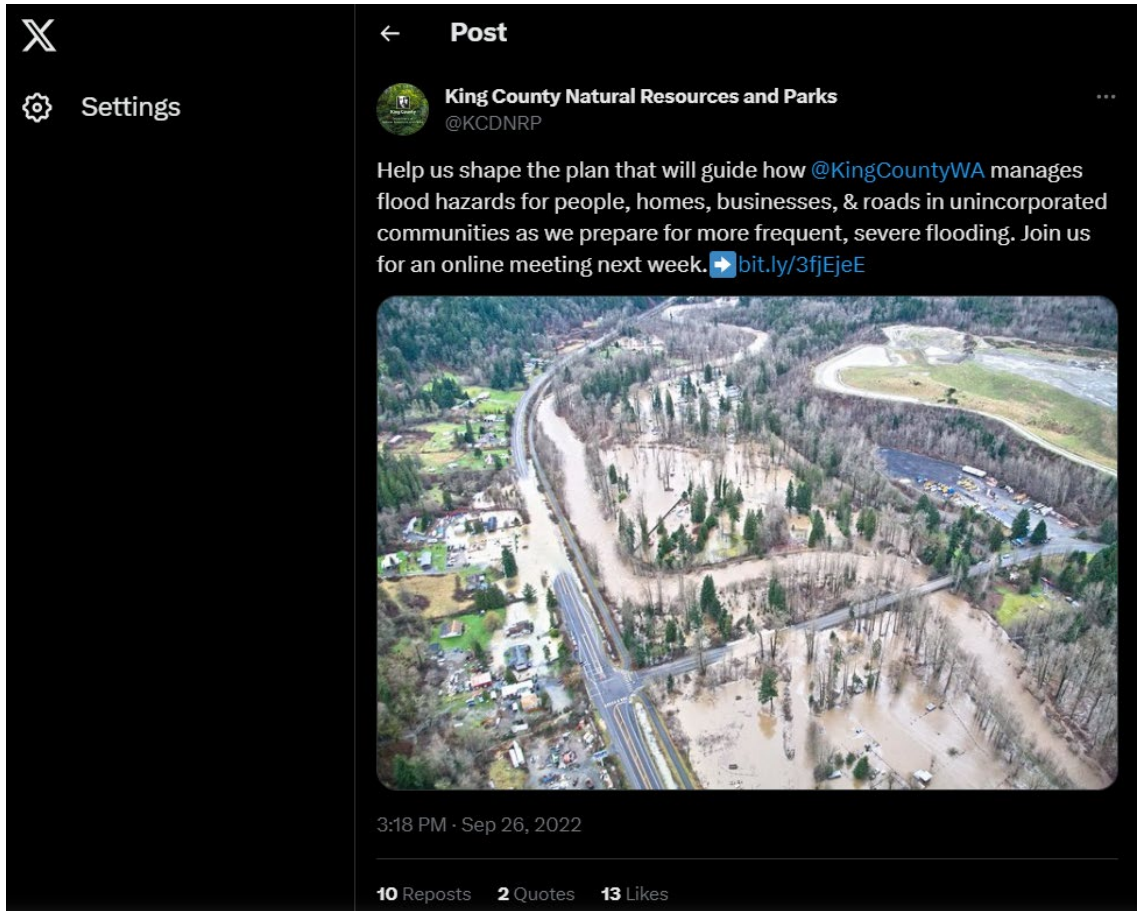 Post
Settings
King County Natural Resources and Parks
@KCDNRP
Help us shape the plan that will guide how @KingCountyWA manages
flood hazards for people, homes, businesses, & roads in unincorporated
communities as we prepare for more frequent, severe flooding. Join us
for an online meeting next week.➡️bit.ly/3fjEjeE
3:18 PM · Sep 26, 2022
10 Reposts 2 Quotes 13 Likes